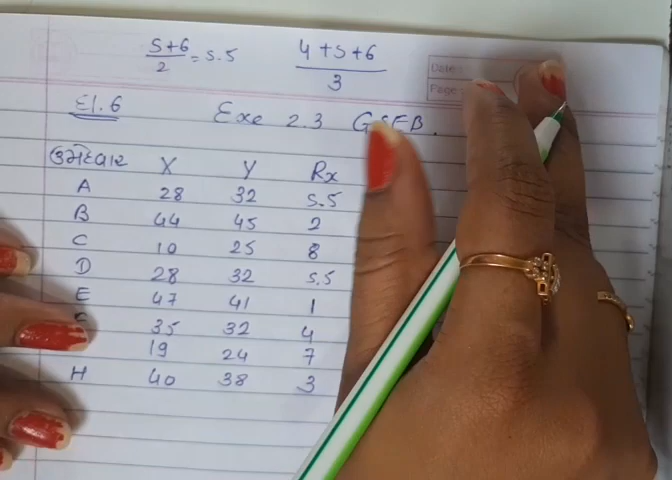 5+6/2 = 5.5 4+5+6/3
Date
Page
દા.6 Exe 2.3 GSEB.
ઉમેદવાર X Y Rx
A 28 32 5.5
B 44 45 2
C 10 25 8
D 28 32 5.5
E 47 41 1
35 32 4
19 24 7
H 40 38 3